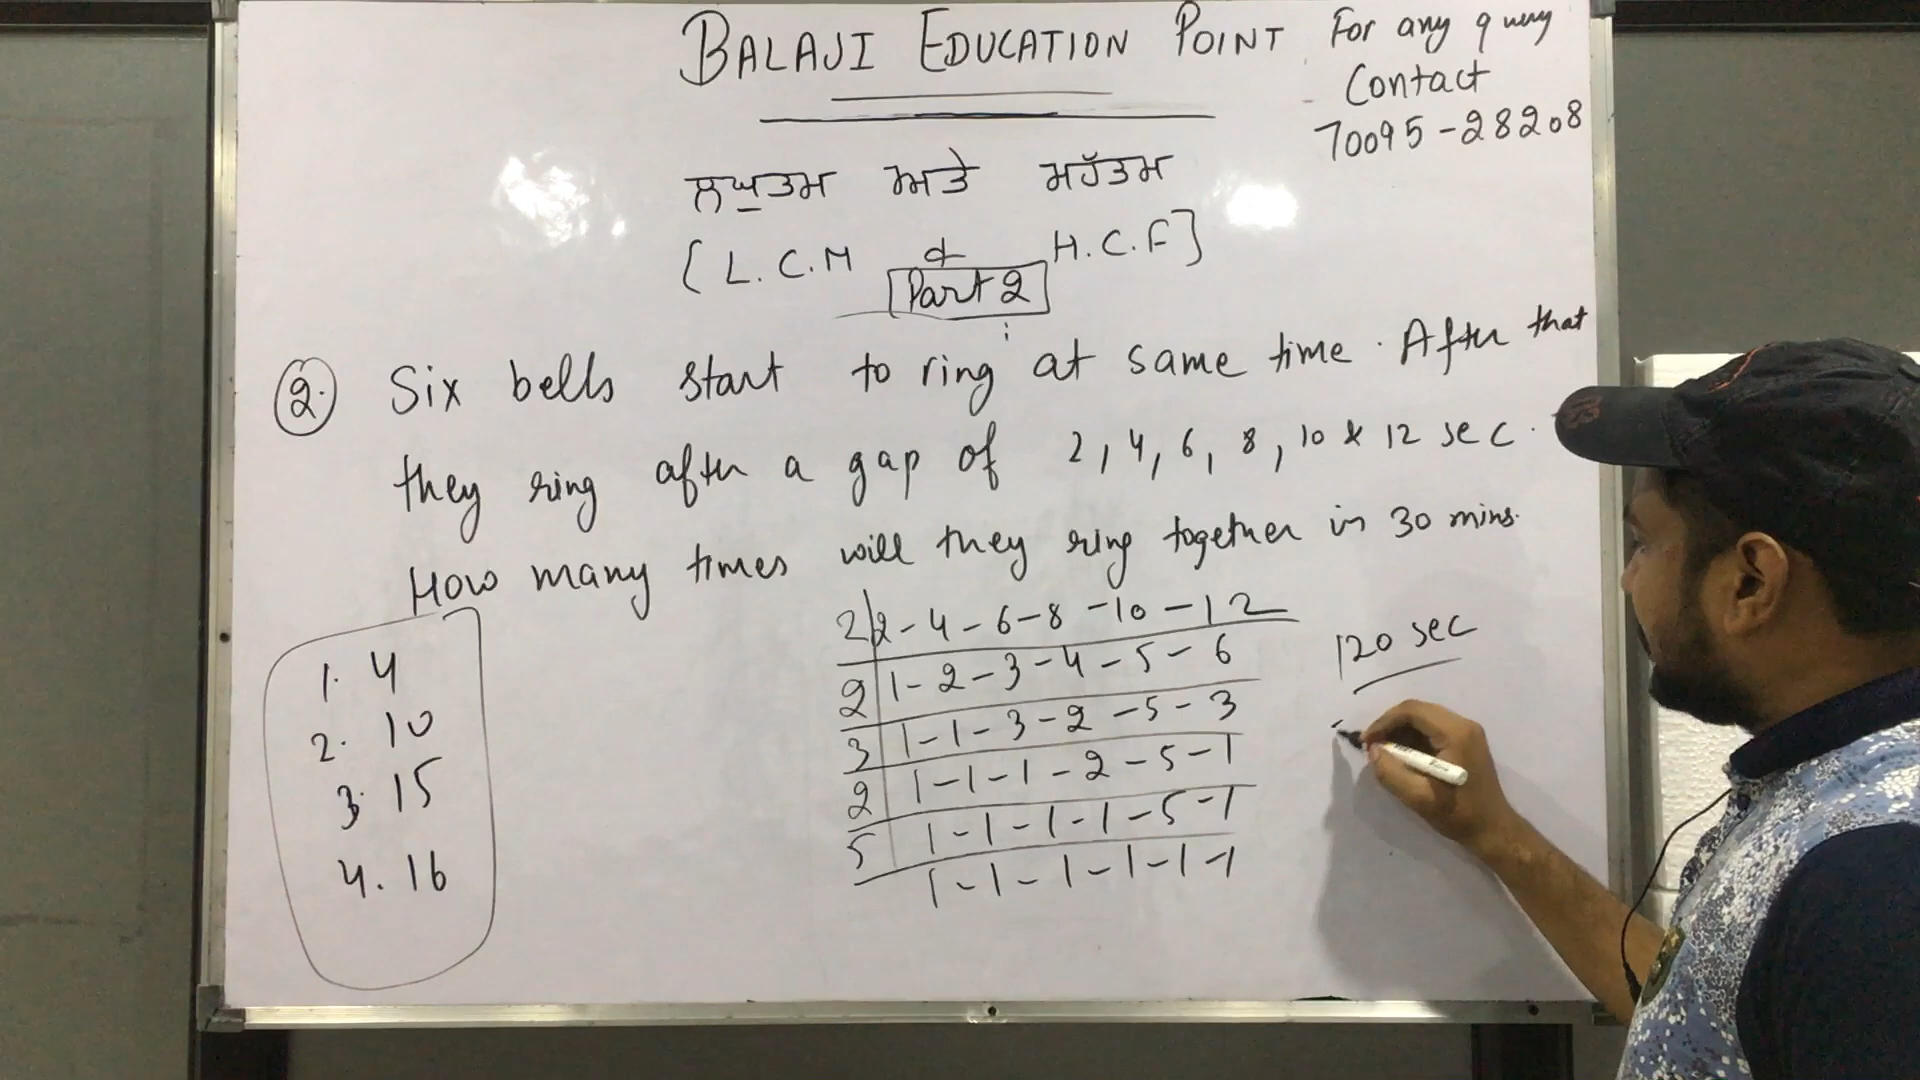 BALAJI EDUCATION POINT
For any query
Contact
70095-28208
ਲਘੁਤਮ ਅਤੇ ਮਹੱਤਮ
[L.C.M & H.C.F]
Part 2
2. Six bells start to ring at same time. After that
they ring after a gap of 2, 4, 6, 8, 10 & 12 sec.
How many times will they ring together in 30 mins.
1. 4
2. 10
3. 15
4. 16
2|2-4-6-8-10-12
2|1-2-3-4-5-6
3|1-1-3-2-5-3
2|1-1-1-2-5-1
5|1-1-1-1-5-1
1-1-1-1-1-1
120 sec